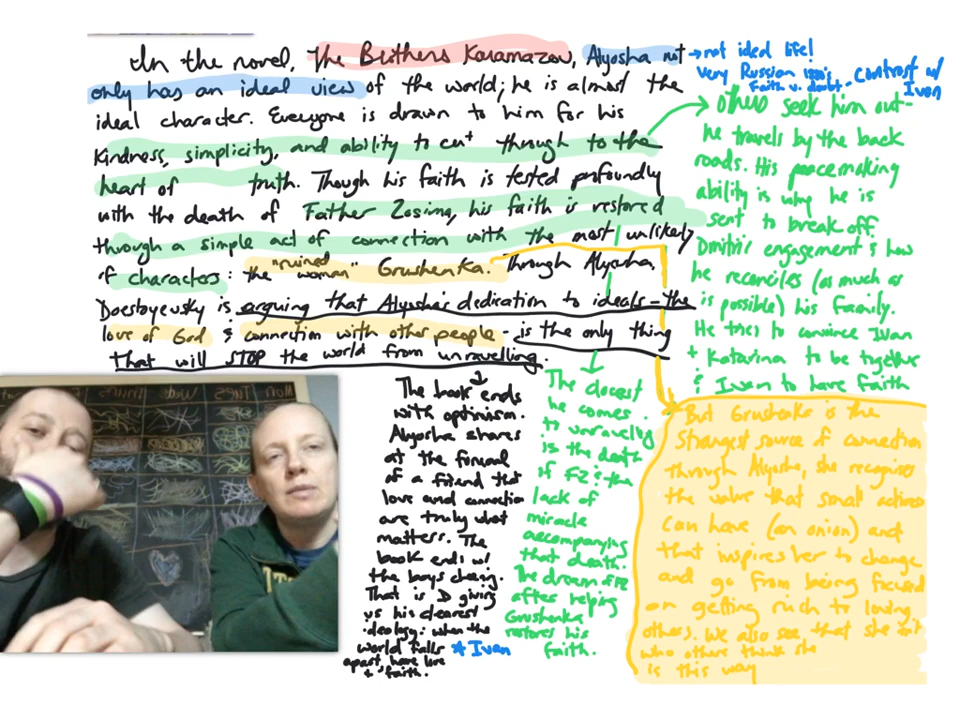 In the novel, The Brothers Karamazov, Alyosha not
only has an ideal view of the world; he is almost the
ideal character. Everyone is drawn to him for his
kindness, simplicity, and ability to cut through to the
heart of truth. Though his faith is tested profoundly
with the death of Father Zosima, his faith is restored
through a simple act of connection with the most unlikely
of characters: the "ruined woman" Grushenka. Through Alyosha,
Doestoyevsky is arguing that Alyosha's dedication to ideals - the
love of God & connection with other people - is the only thing
that will STOP the world from unravelling.
→ not ideal life!
very Russian 1800's
Faith v. doubt - contrast w/
Ivan
others seek him out -
he travels by the back
roads. His peacemaking
ability is why he is
sent to break off
Dmitri's engagement & how
he reconciles (as much as
is possible) his family.
He tries to convince Ivan
+ Katarina to be together
& Ivan to have faith
The book ends
with optimism.
Alyosha shares
at the funeral
of a friend that
love and connection
are truly what
matters. The
book ends w/
the boys
That is D giving
us his clearest
ideology: when the
world falls
apart, have love
+ faith.
* Ivan
The closest
he comes
to unraveling
is the death
of FZ & the
lack of
miracle
accompanying
that death.
The dream of FZ
after helping
Grushenka
restores his
faith.
But Grushenka is the
strangest source of connection
through Alyosha, she recognizes
the value that small actions
can have (an onion) and
that inspires her to change
and go from being focused
on getting rich to loving
others. We also see that she isn't
who others think she
is this way